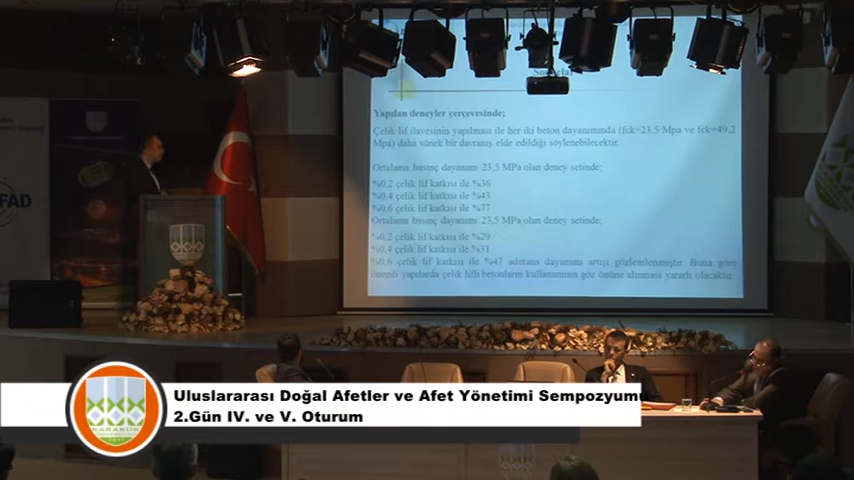 Sonuçlar
Yapılan deneyler çerçevesinde;
Çelik lif ilavesinin yapılması ile her iki beton dayanımında (fck=23.5 Mpa ve fck=49.2
Mpa) daha sünek bir davranış elde edildiği söylenebilecektir.
Ortalama basınç dayanımı 23,5 MPa olan deney setinde;
%0,2 çelik lif katkısı ile %36
%0,4 çelik lif katkısı ile %43
%0,6 çelik lif katkısı ile %77
Ortalama basınç dayanımı 23,5 MPa olan deney setinde;
%0,2 çelik lif katkısı ile %29
%0,4 çelik lif katkısı ile %31
%0,6 çelik lif katkısı ile %47 aderans dayanımı artışı gözlemlenmiştir. Buna göre
önemli yapılarda çelik lifli betonların kullanımının göz önüne alınması yararlı olacaktır.
FAD
Uluslararası Doğal Afetler ve Afet Yönetimi Sempozyumu
2.Gün IV. ve V. Oturum
KARABÜK